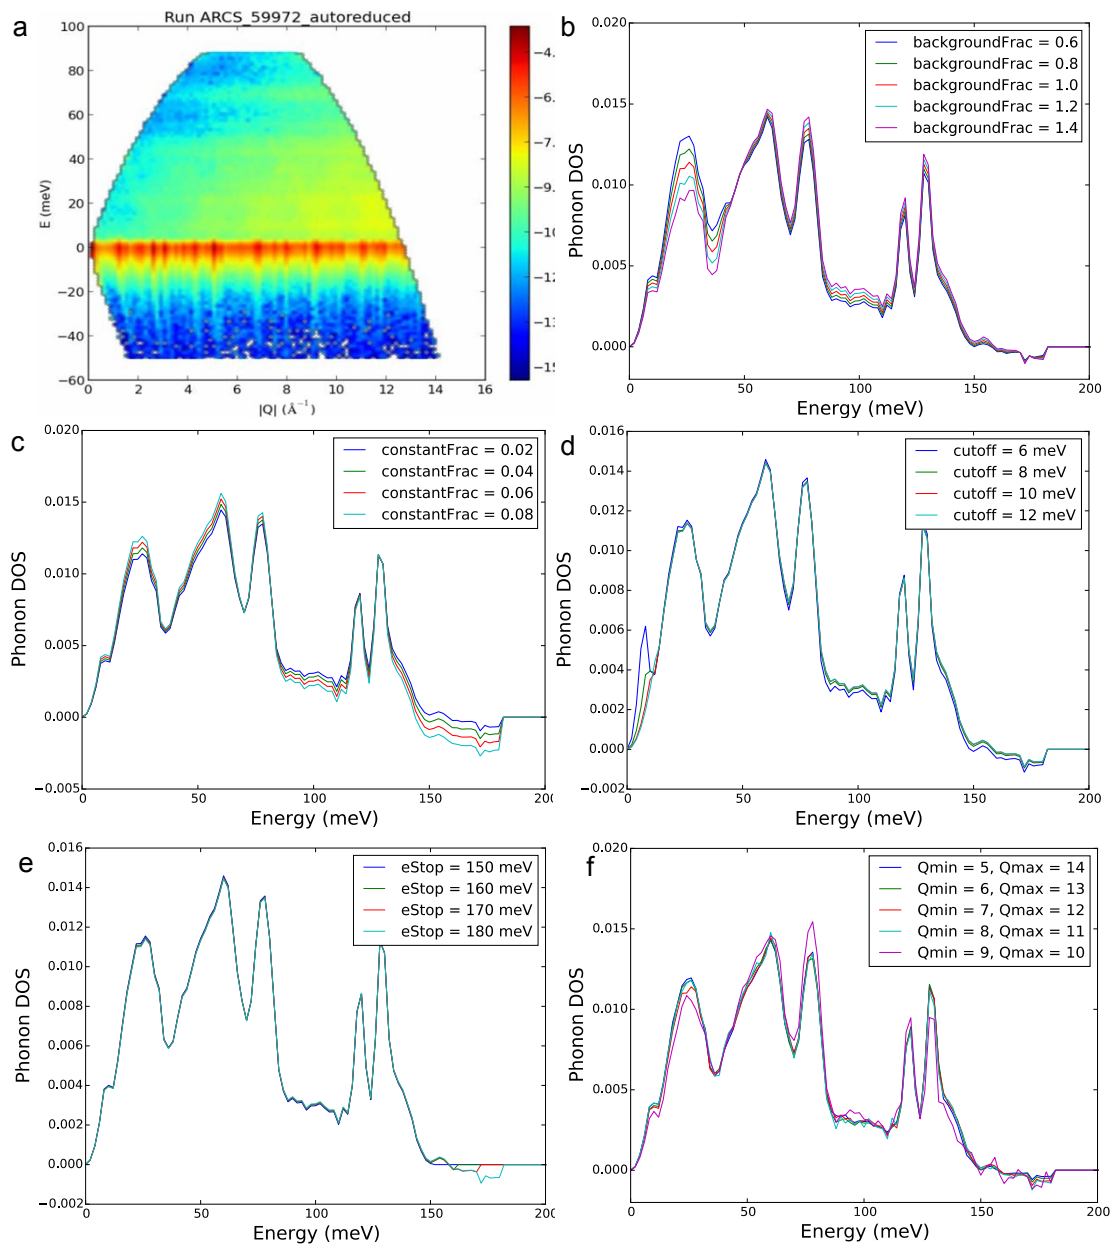 a
Run ARCS_59972_autoreduced
100
80
60
40
20
0
−20
−40
−60
E (meV)
0 2 4 6 8 10 12 14 16
|Q| (Å⁻¹)
−4.
−6.
−7.
−9.
−10
−12
−13
−15
b
backgroundFrac = 0.6
backgroundFrac = 0.8
backgroundFrac = 1.0
backgroundFrac = 1.2
backgroundFrac = 1.4
0.020
0.015
0.010
0.005
0.000
Phonon DOS
0 50 100 150 200
Energy (meV)
c
constantFrac = 0.02
constantFrac = 0.04
constantFrac = 0.06
constantFrac = 0.08
0.020
0.015
0.010
0.005
0.000
−0.005
Phonon DOS
0 50 100 150 200
Energy (meV)
d
cutoff = 6 meV
cutoff = 8 meV
cutoff = 10 meV
cutoff = 12 meV
0.016
0.014
0.012
0.010
0.008
0.006
0.004
0.002
0.000
−0.002
Phonon DOS
0 50 100 150 200
Energy (meV)
e
eStop = 150 meV
eStop = 160 meV
eStop = 170 meV
eStop = 180 meV
0.016
0.014
0.012
0.010
0.008
0.006
0.004
0.002
0.000
−0.002
Phonon DOS
0 50 100 150 200
Energy (meV)
f
Qmin = 5, Qmax = 14
Qmin = 6, Qmax = 13
Qmin = 7, Qmax = 12
Qmin = 8, Qmax = 11
Qmin = 9, Qmax = 10
0.020
0.015
0.010
0.005
0.000
Phonon DOS
0 50 100 150 200
Energy (meV)